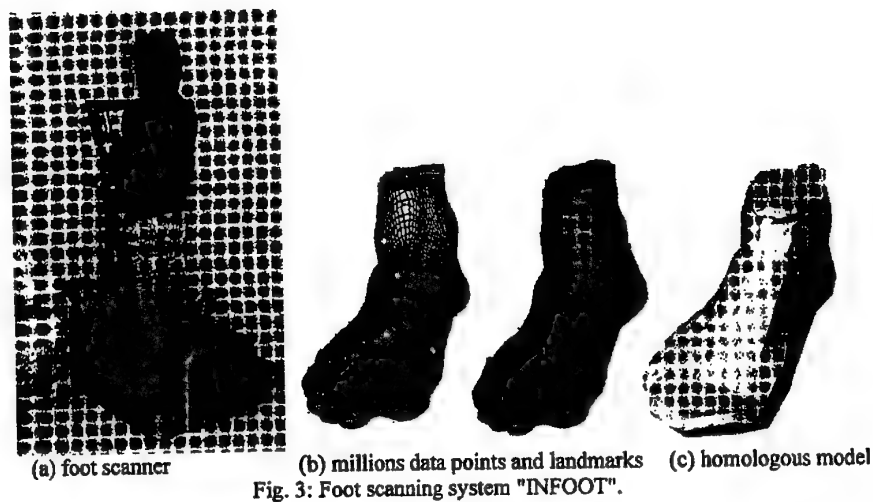 (a) foot scanner (b) millions data points and landmarks (c) homologous model
Fig. 3: Foot scanning system "INFOOT".